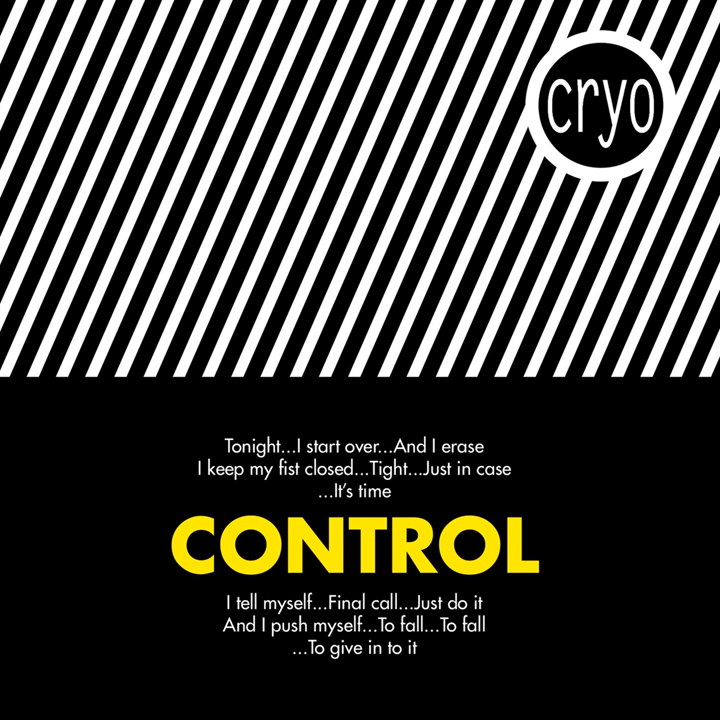 cryo
Tonight...I start over...And I erase
I keep my fist closed...Tight...Just in case
...It's time
CONTROL
I tell myself...Final call...Just do it
And I push myself...To fall...To fall
...To give in to it